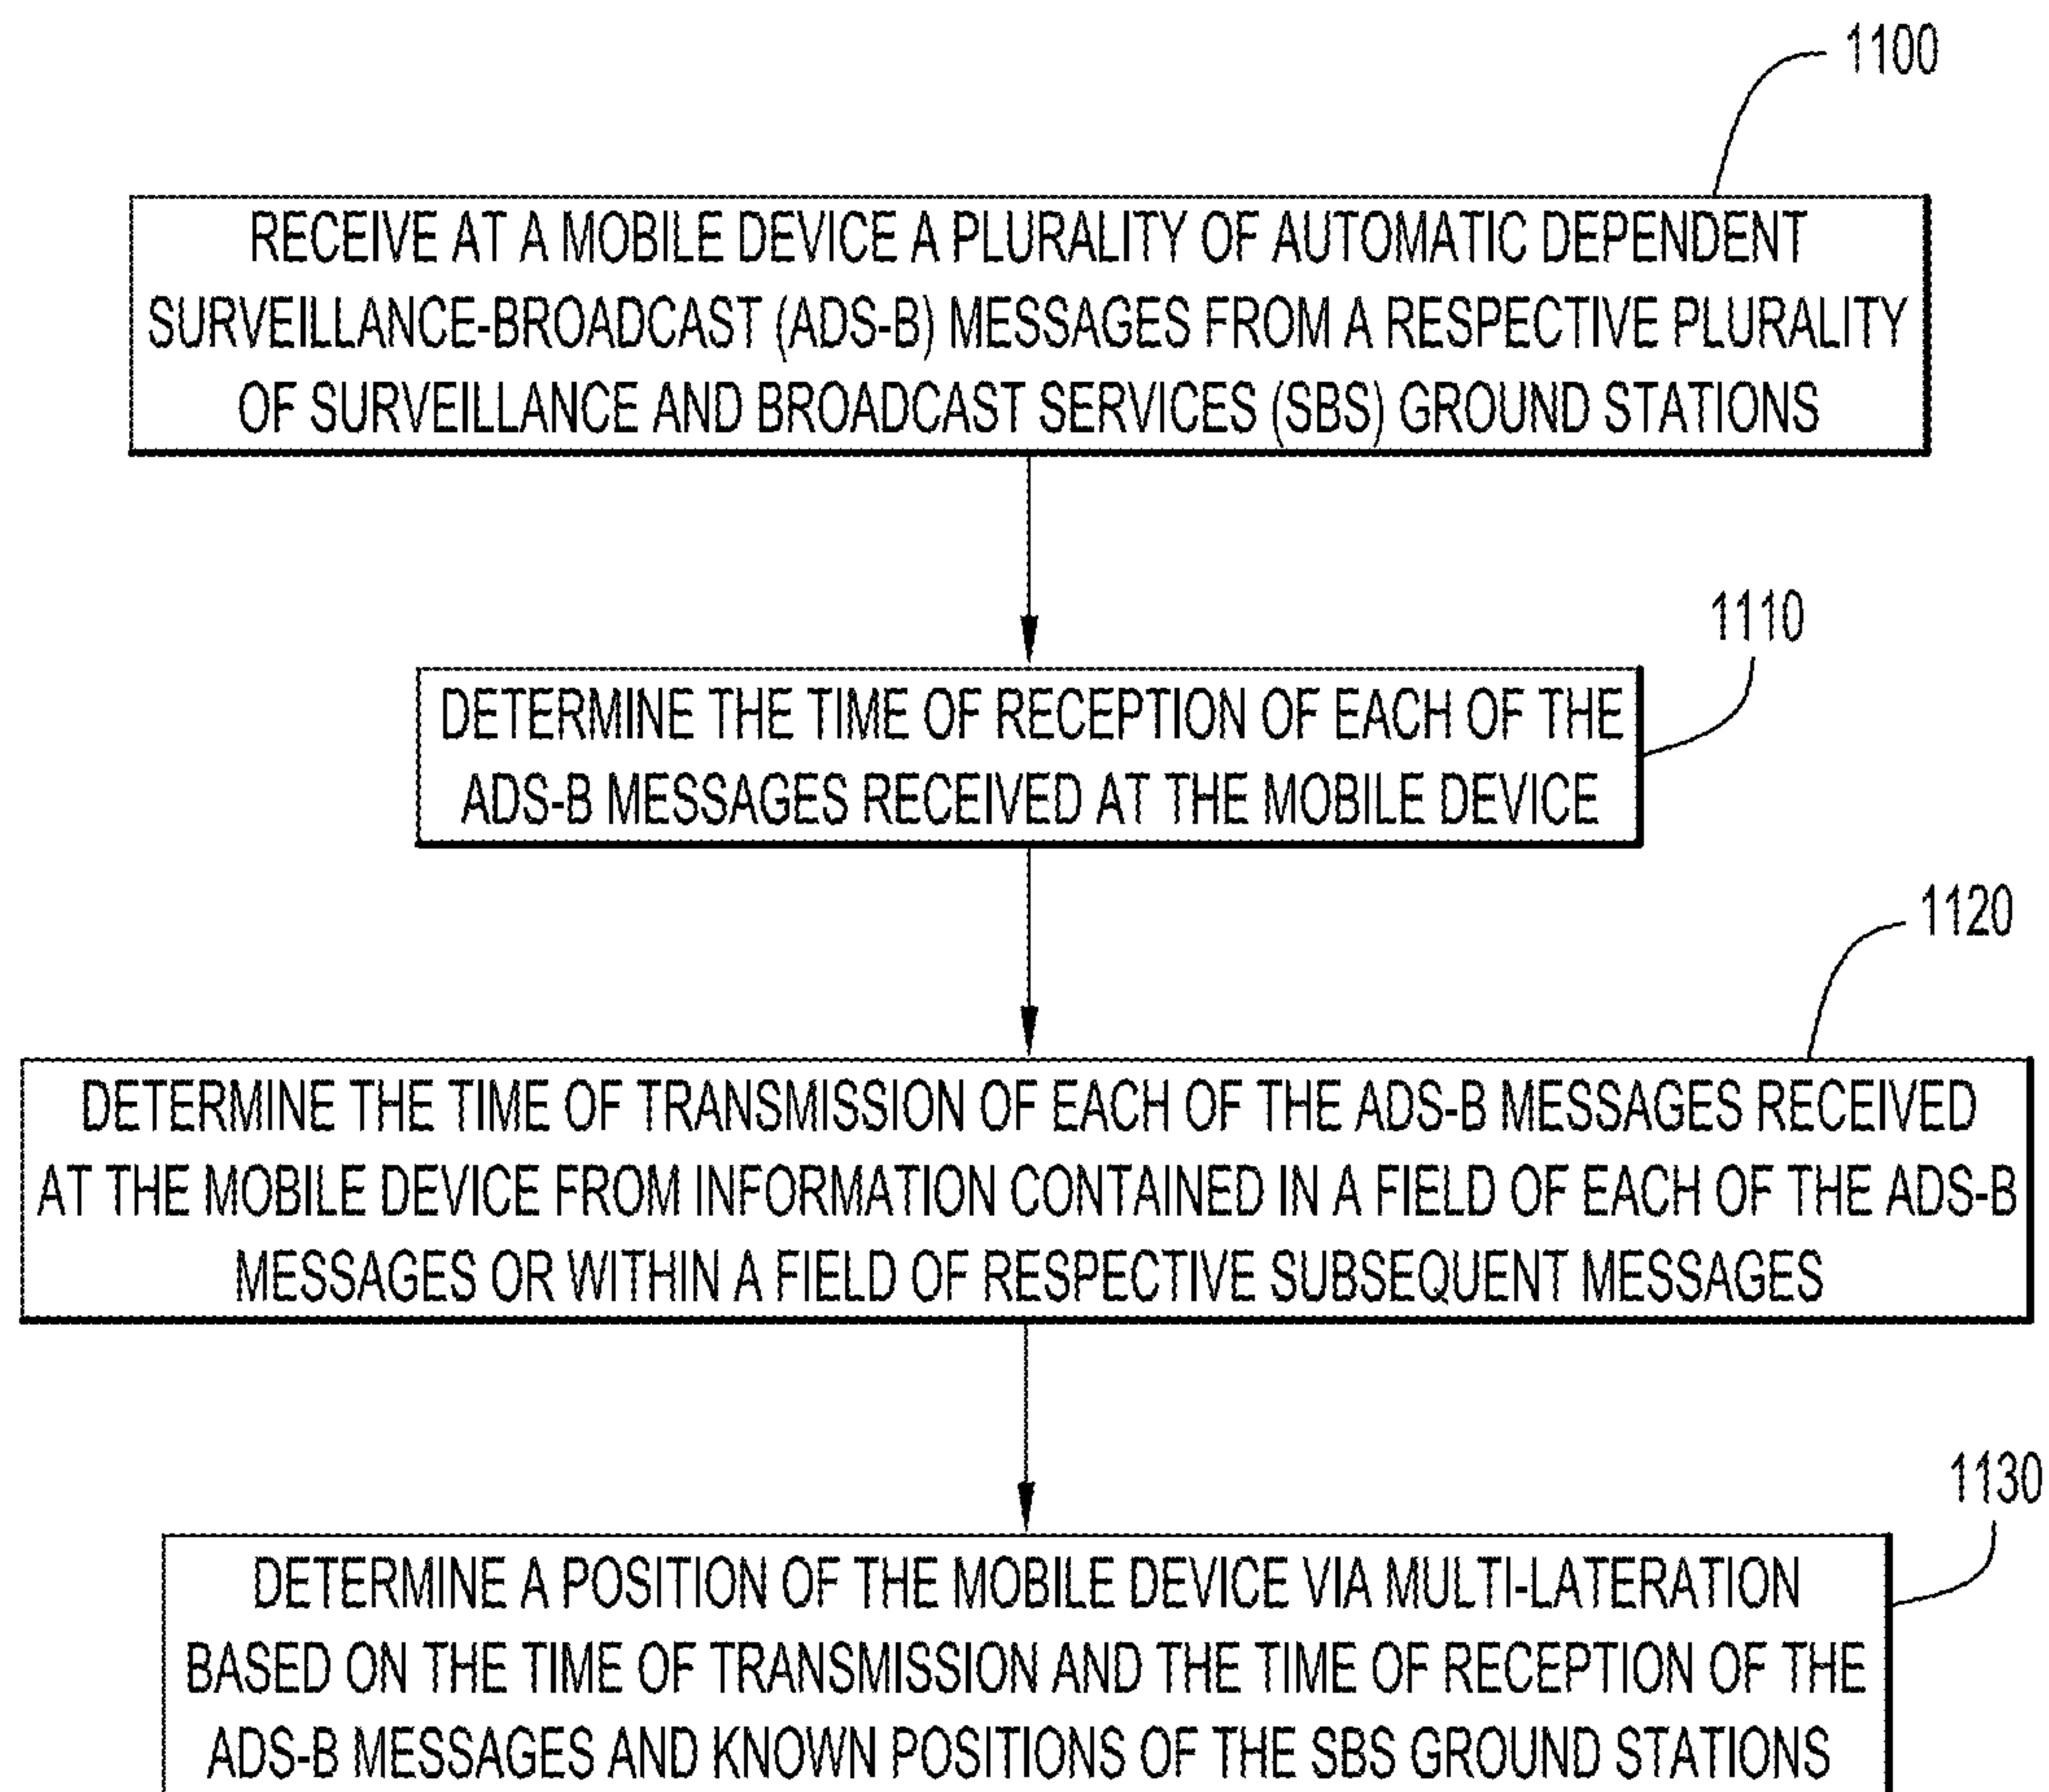 1100
RECEIVE AT A MOBILE DEVICE A PLURALITY OF AUTOMATIC DEPENDENT
SURVEILLANCE-BROADCAST (ADS-B) MESSAGES FROM A RESPECTIVE PLURALITY
OF SURVEILLANCE AND BROADCAST SERVICES (SBS) GROUND STATIONS
1110
DETERMINE THE TIME OF RECEPTION OF EACH OF THE
ADS-B MESSAGES RECEIVED AT THE MOBILE DEVICE
1120
DETERMINE THE TIME OF TRANSMISSION OF EACH OF THE ADS-B MESSAGES RECEIVED
AT THE MOBILE DEVICE FROM INFORMATION CONTAINED IN A FIELD OF EACH OF THE ADS-B
MESSAGES OR WITHIN A FIELD OF RESPECTIVE SUBSEQUENT MESSAGES
1130
DETERMINE A POSITION OF THE MOBILE DEVICE VIA MULTI-LATERATION
BASED ON THE TIME OF TRANSMISSION AND THE TIME OF RECEPTION OF THE
ADS-B MESSAGES AND KNOWN POSITIONS OF THE SBS GROUND STATIONS